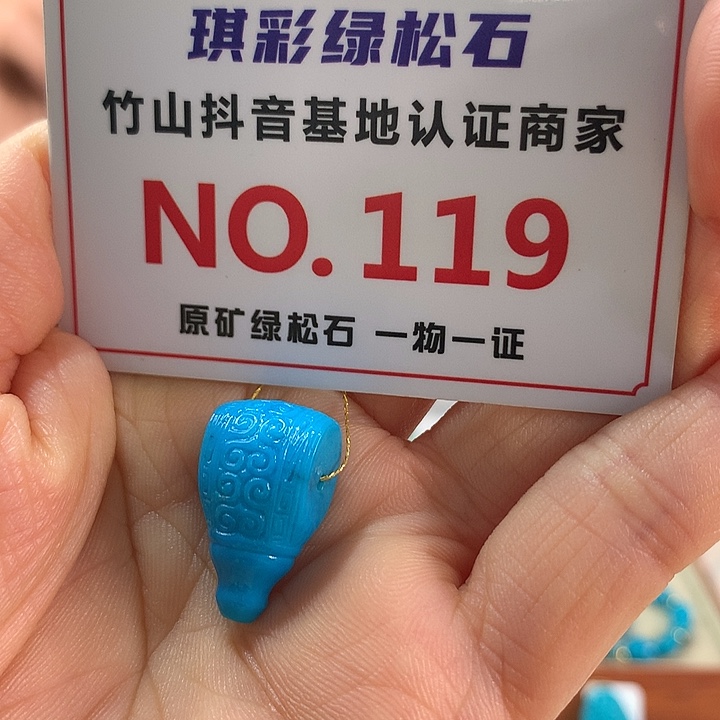 琪彩绿松石
竹山抖音基地认证商家
NO.119
原矿绿松石 一物一证